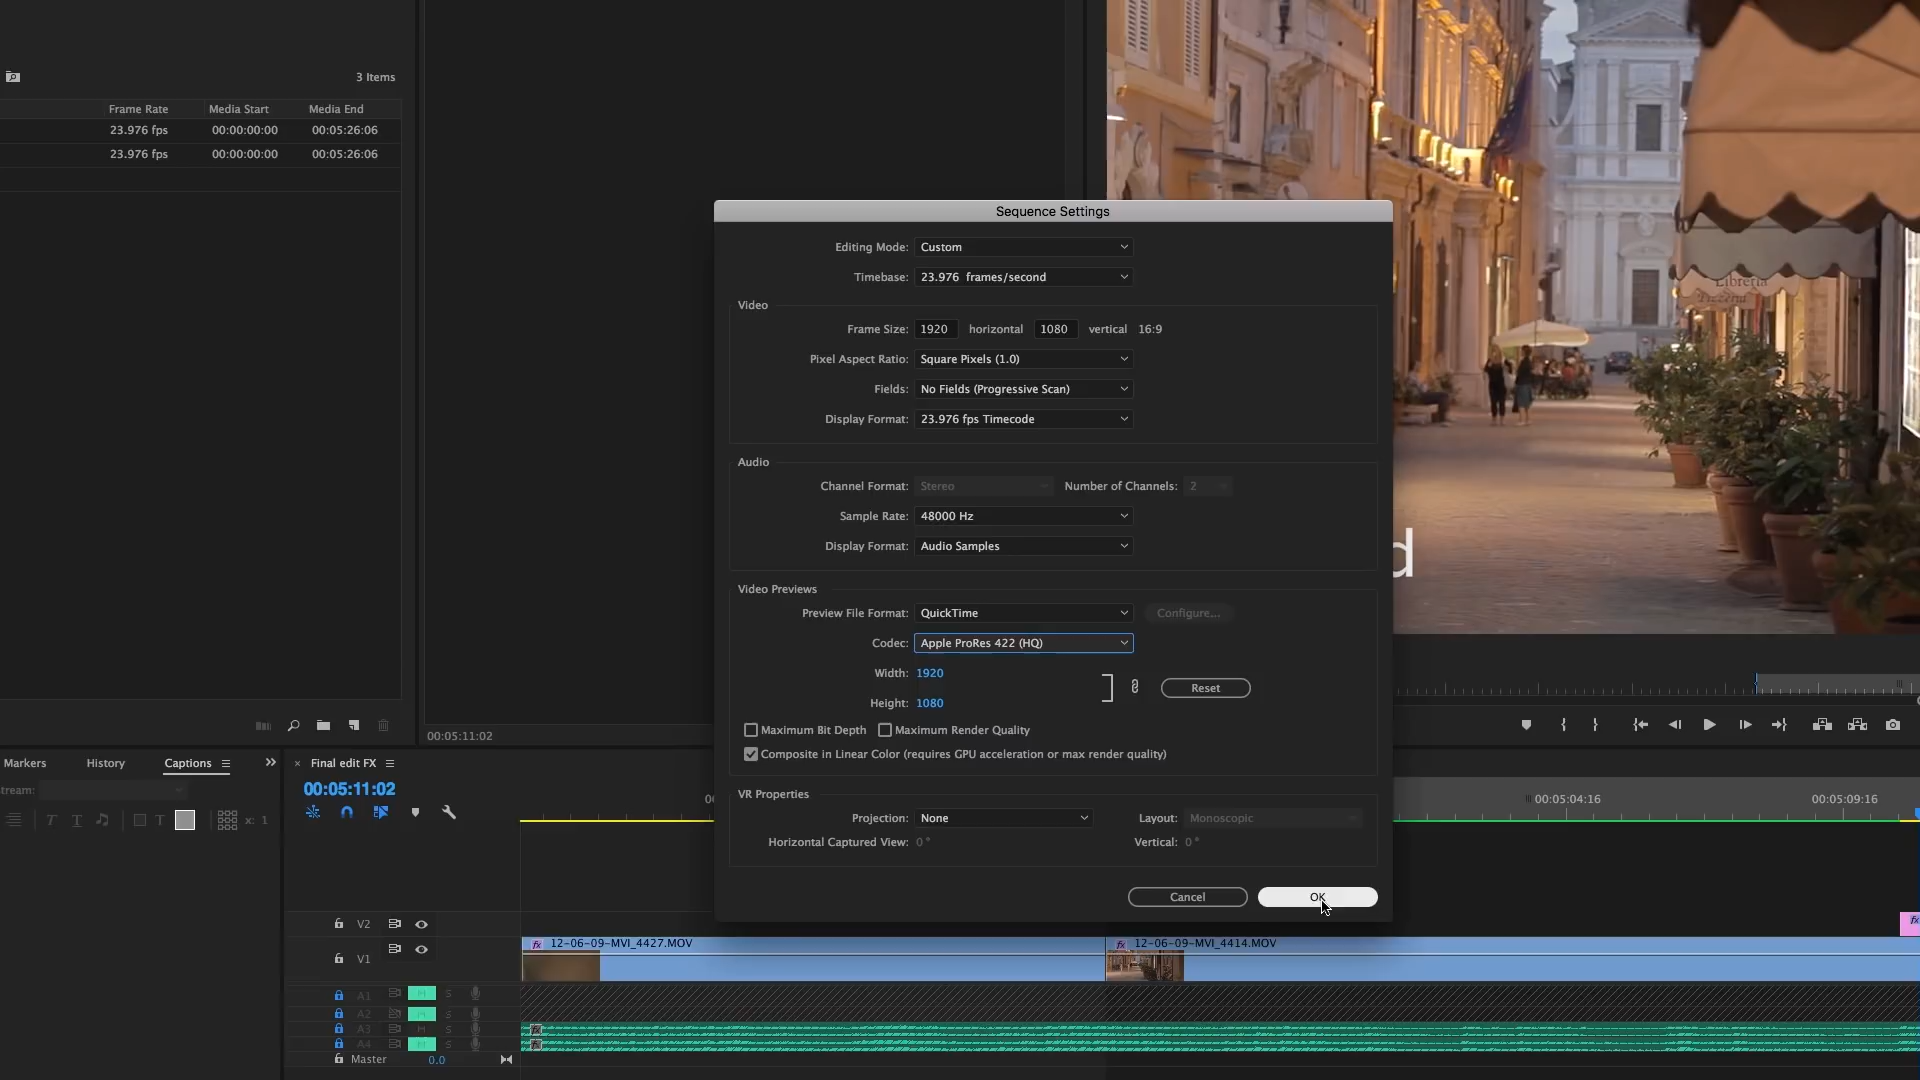 3 Items
Frame Rate Media Start Media End
23.976 fps 00:00:00:00 00:05:26:06
23.976 fps 00:00:00:00 00:05:26:06
Libreria
d
00:05:11:02
Sequence Settings
Editing Mode: Custom
Timebase: 23.976 frames/second
Video
Frame Size: 1920 horizontal 1080 vertical 16:9
Pixel Aspect Ratio: Square Pixels (1.0)
Fields: No Fields (Progressive Scan)
Display Format: 23.976 fps Timecode
Audio
Channel Format: Stereo Number of Channels: 2
Sample Rate: 48000 Hz
Display Format: Audio Samples
Video Previews
Preview File Format: QuickTime Configure...
Codec: Apple ProRes 422 (HQ)
Width: 1920
Height: 1080
Reset
Maximum Bit Depth Maximum Render Quality
Composite in Linear Color (requires GPU acceleration or max render quality)
VR Properties
Projection: None Layout: Monoscopic
Horizontal Captured View: 0° Vertical: 0°
Cancel OK
Markers History Captions
tream:
T T T x: 1
× Final edit FX
00:05:11:02
00:05:04:16 00:05:09:16
V2 fx
V1 fx 12-06-09-MVI_4427.MOV fx 12-06-09-MVI_4414.MOV
A1 M S
A2 M S
A3 M S
A4 M S
Master 0.0